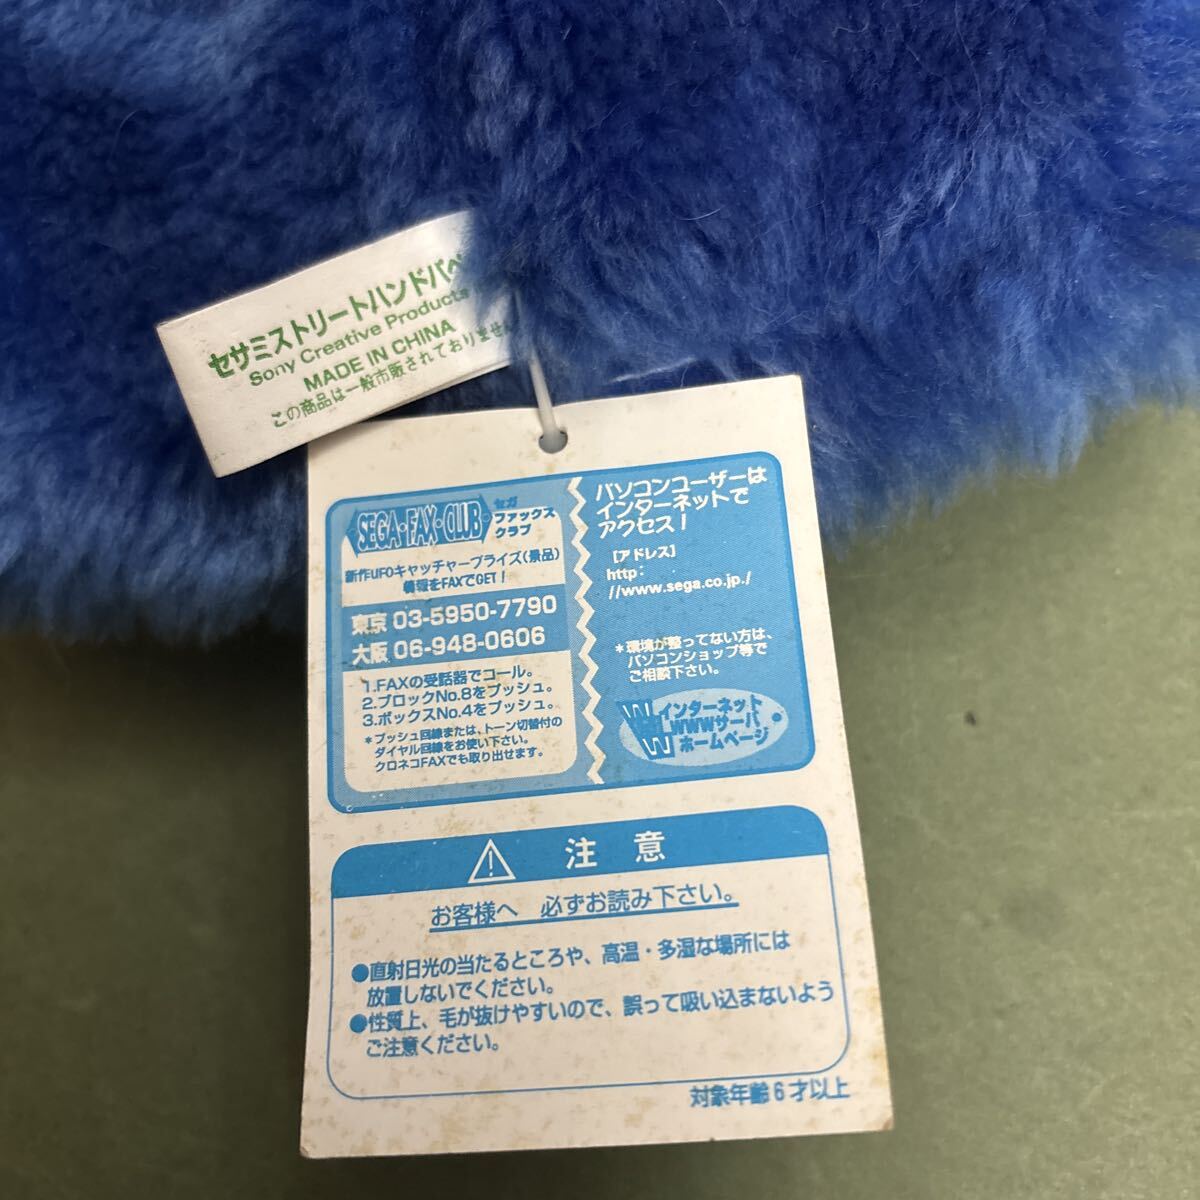 セサミストリートハンドパペ
Sony Creative Products
MADE IN CHINA
この商品は一般市販されておりません
SEGA・FAX・CLUB
セガ
ファックス
クラブ
新作UFOキャッチャープライズ(景品)
情報をFAXでGET!
東京 03-5950-7790
大阪 06-948-0606
1.FAXの受話器でコール。
2.ブロックNo.8をプッシュ。
3.ボックスNo.4をプッシュ。
*プッシュ回線または、トーン切替付の
ダイヤル回線をお使い下さい。
クロネコFAXでも取り出せます。
パソコンユーザーは
インターネットで
アクセス!
[アドレス]
http:
//www.sega.co.jp/
*環境が整ってない方は、
パソコンショップ等で
ご相談下さい。
WWW
インターネット
WWWサーバ
ホームページ
注意
お客様へ 必ずお読み下さい。
●直射日光の当たるところや、高温・多湿な場所には
放置しないでください。
●性質上、毛が抜けやすいので、誤って吸い込まないよう
ご注意ください。
対象年齢6才以上